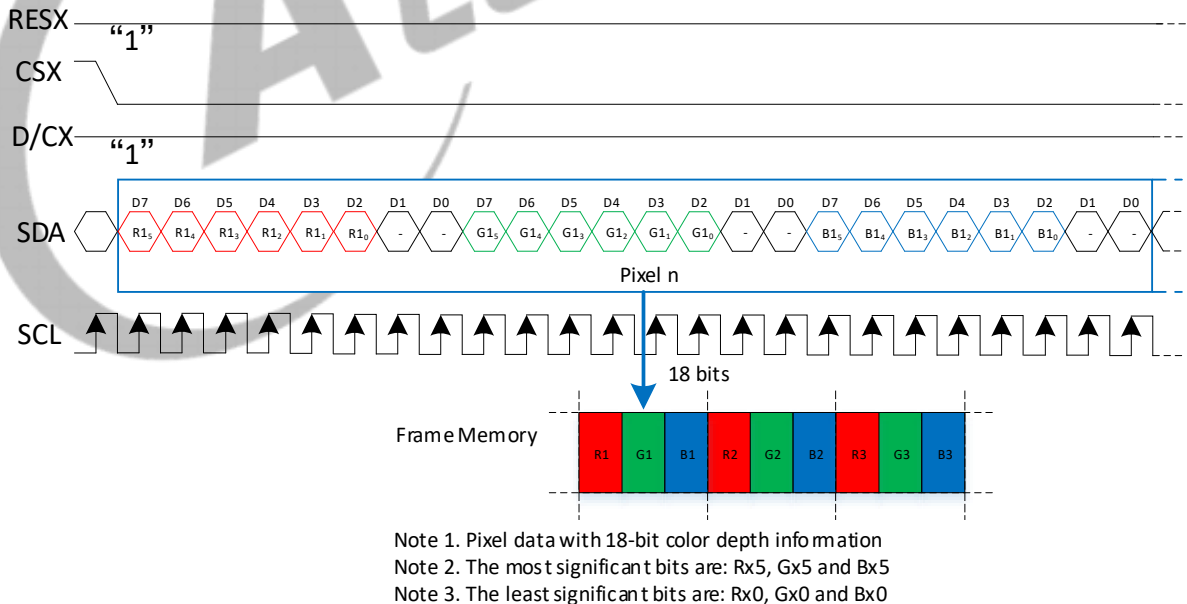 RESX "1"
CSX
D/CX "1"
D7 D6 D5 D4 D3 D2 D1 D0 D7 D6 D5 D4 D3 D2 D1 D0 D7 D6 D5 D4 D3 D2 D1 D0
SDA R1₅ R1₄ R1₃ R1₂ R1₁ R1₀ - - G1₅ G1₄ G1₃ G1₂ G1₁ G1₀ - - B1₅ B1₄ B1₃ B1₂ B1₁ B1₀ - -
Pixel n
SCL
18 bits
Frame Memory
R1 G1 B1 R2 G2 B2 R3 G3 B3
Note 1. Pixel data with 18-bit color depth information
Note 2. The most significant bits are: Rx5, Gx5 and Bx5
Note 3. The least significant bits are: Rx0, Gx0 and Bx0